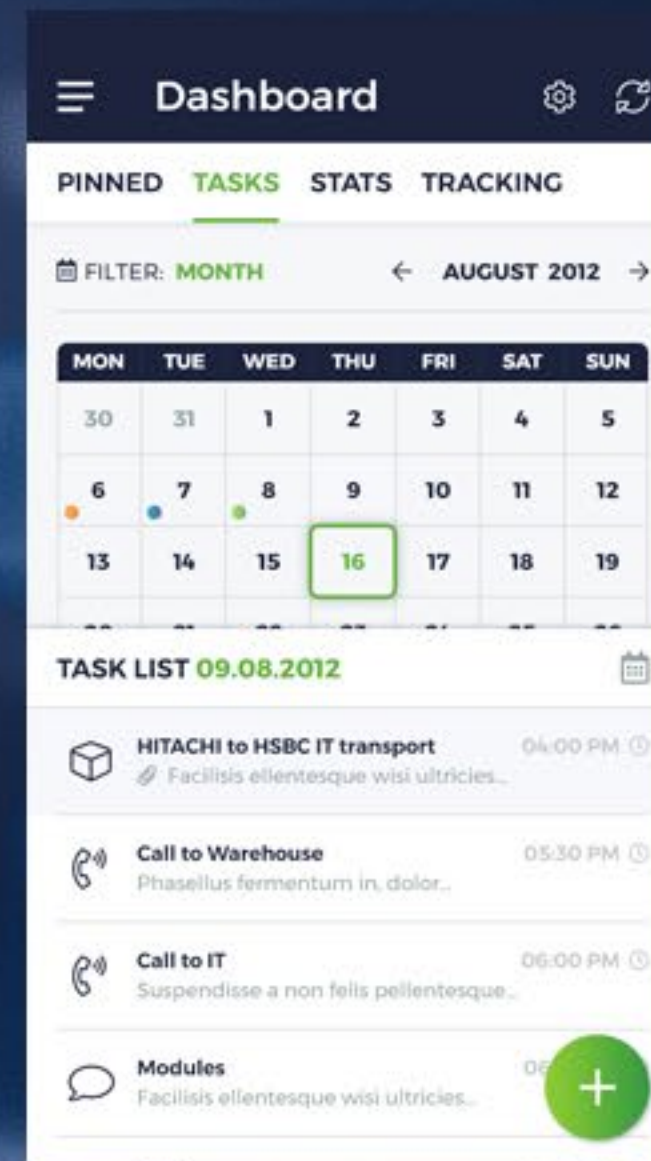 Dashboard
PINNED TASKS STATS TRACKING
FILTER: MONTH ← AUGUST 2012 →
MON TUE WED THU FRI SAT SUN
30 31 1 2 3 4 5
6 7 8 9 10 11 12
13 14 15 16 17 18 19
TASK LIST 09.08.2012
HITACHI to HSBC IT transport 04:00 PM
Facilisis ellentesque wisi ultricies...
Call to Warehouse 05:30 PM
Phasellus fermentum in, dolor...
Call to IT 06:00 PM
Suspendisse a non felis pellentesque...
Modules
Facilisis ellentesque wisi ultricies...